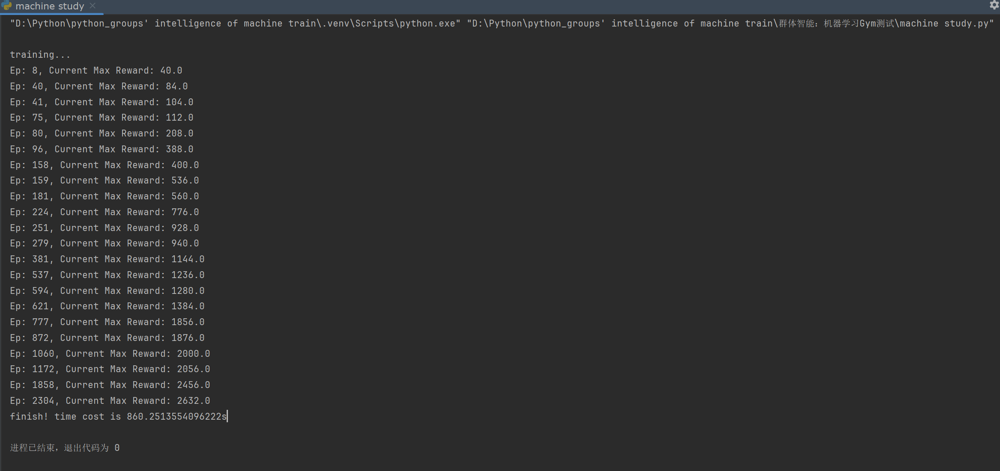 machine study
"D:\Python\python_groups' intelligence of machine train\.venv\Scripts\python.exe" "D:\Python\python_groups' intelligence of machine train\群体智能：机器学习Gym测试\machine study.py"
training...
Ep: 8, Current Max Reward: 40.0
Ep: 40, Current Max Reward: 84.0
Ep: 41, Current Max Reward: 104.0
Ep: 75, Current Max Reward: 112.0
Ep: 80, Current Max Reward: 208.0
Ep: 96, Current Max Reward: 388.0
Ep: 158, Current Max Reward: 400.0
Ep: 159, Current Max Reward: 536.0
Ep: 181, Current Max Reward: 560.0
Ep: 224, Current Max Reward: 776.0
Ep: 251, Current Max Reward: 928.0
Ep: 279, Current Max Reward: 940.0
Ep: 381, Current Max Reward: 1144.0
Ep: 537, Current Max Reward: 1236.0
Ep: 594, Current Max Reward: 1280.0
Ep: 621, Current Max Reward: 1384.0
Ep: 777, Current Max Reward: 1856.0
Ep: 872, Current Max Reward: 1876.0
Ep: 1060, Current Max Reward: 2000.0
Ep: 1172, Current Max Reward: 2056.0
Ep: 1858, Current Max Reward: 2456.0
Ep: 2304, Current Max Reward: 2632.0
finish! time cost is 860.2513554096222s
进程已结束，退出代码为 0